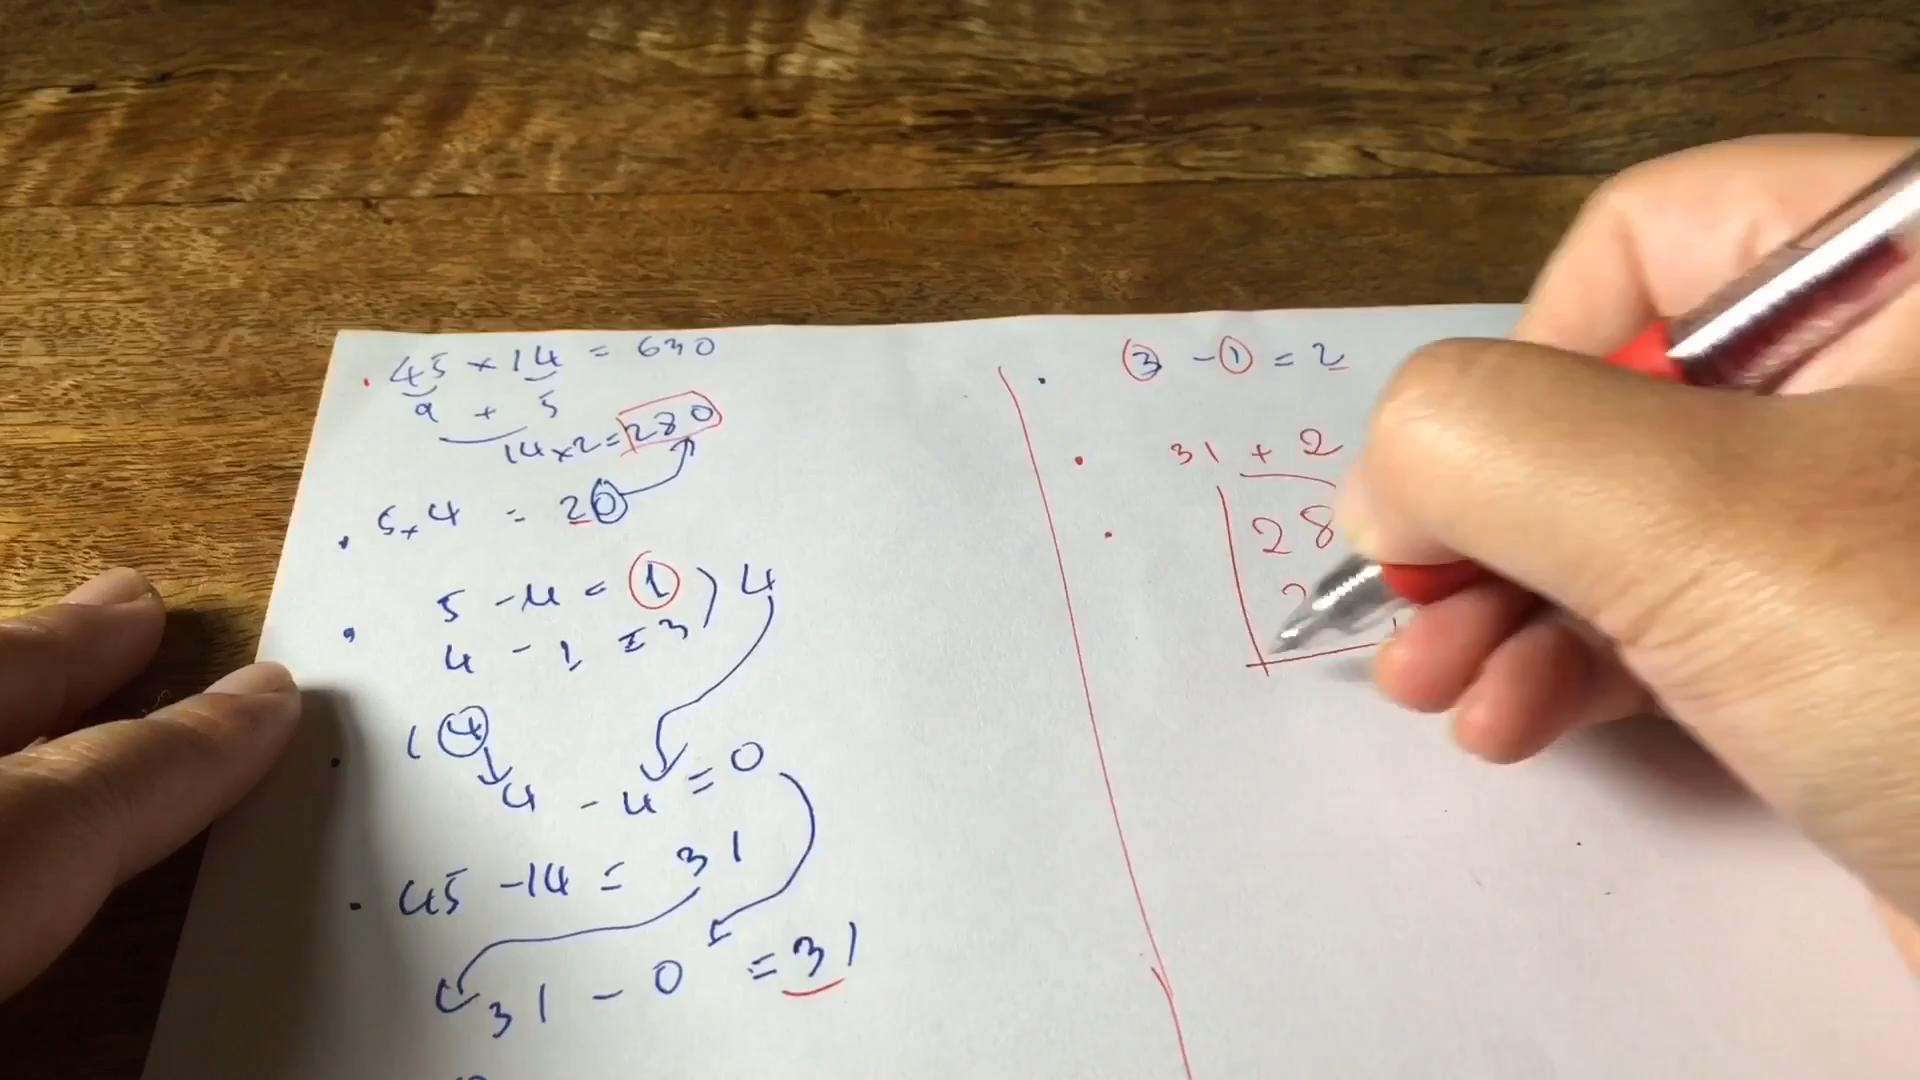 45 × 14 = 630
9 + 5
14 × 2 = 280
5 × 4 = 20
5 - 4 = 1 ) 4
4 - 1 = 3
1 4
4 - 4 = 0
45 - 14 = 31
31 - 0 = 31
3 - 1 = 2
31 + 2
28